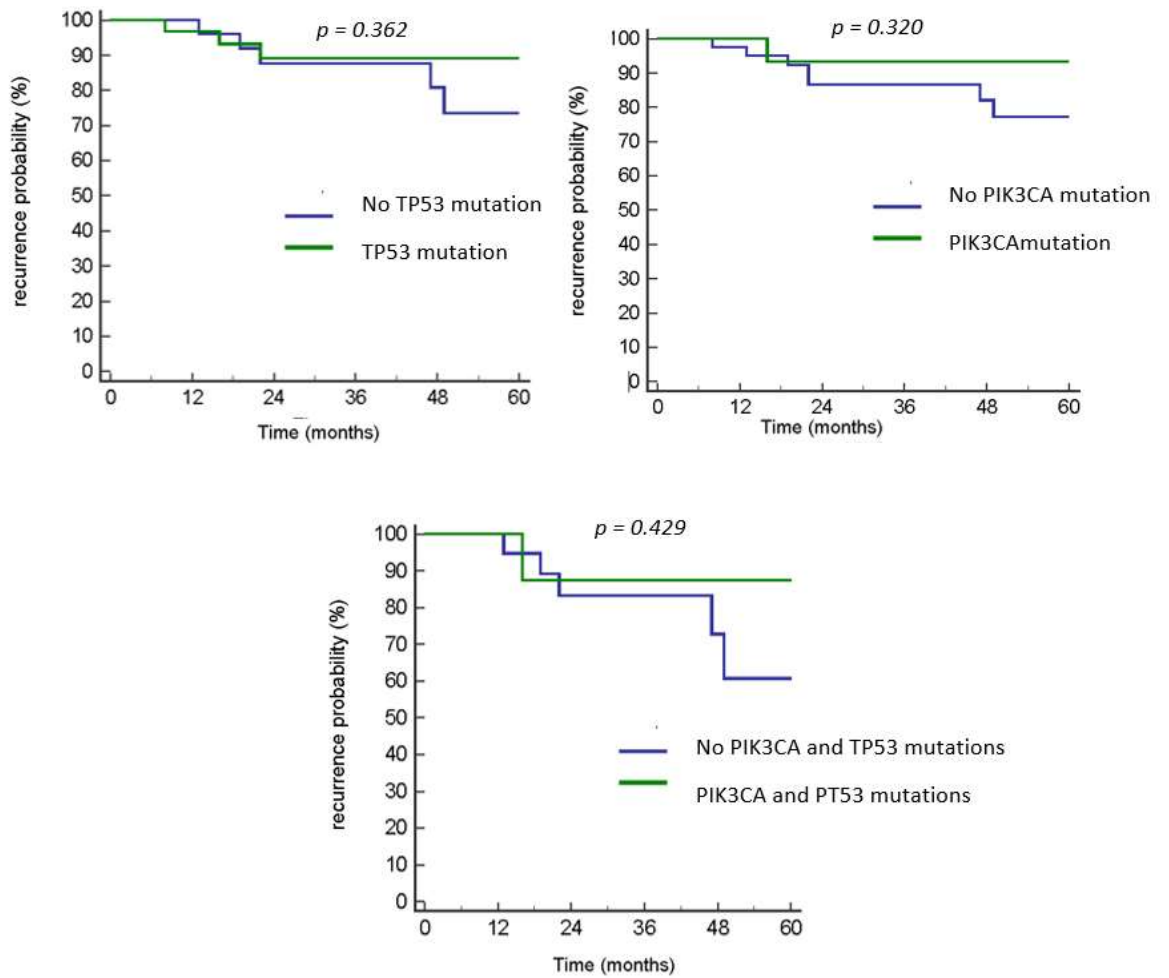 p = 0.362
recurrence probability (%)
100
90
80
70
60
50
40
30
20
10
0
No TP53 mutation
TP53 mutation
0 12 24 36 48 60
Time (months)
p = 0.320
recurrence probability (%)
100
90
80
70
60
50
40
30
20
10
0
No PIK3CA mutation
PIK3CAmutation
0 12 24 36 48 60
Time (months)
p = 0.429
recurrence probability (%)
100
90
80
70
60
50
40
30
20
10
0
No PIK3CA and TP53 mutations
PIK3CA and PT53 mutations
0 12 24 36 48 60
Time (months)